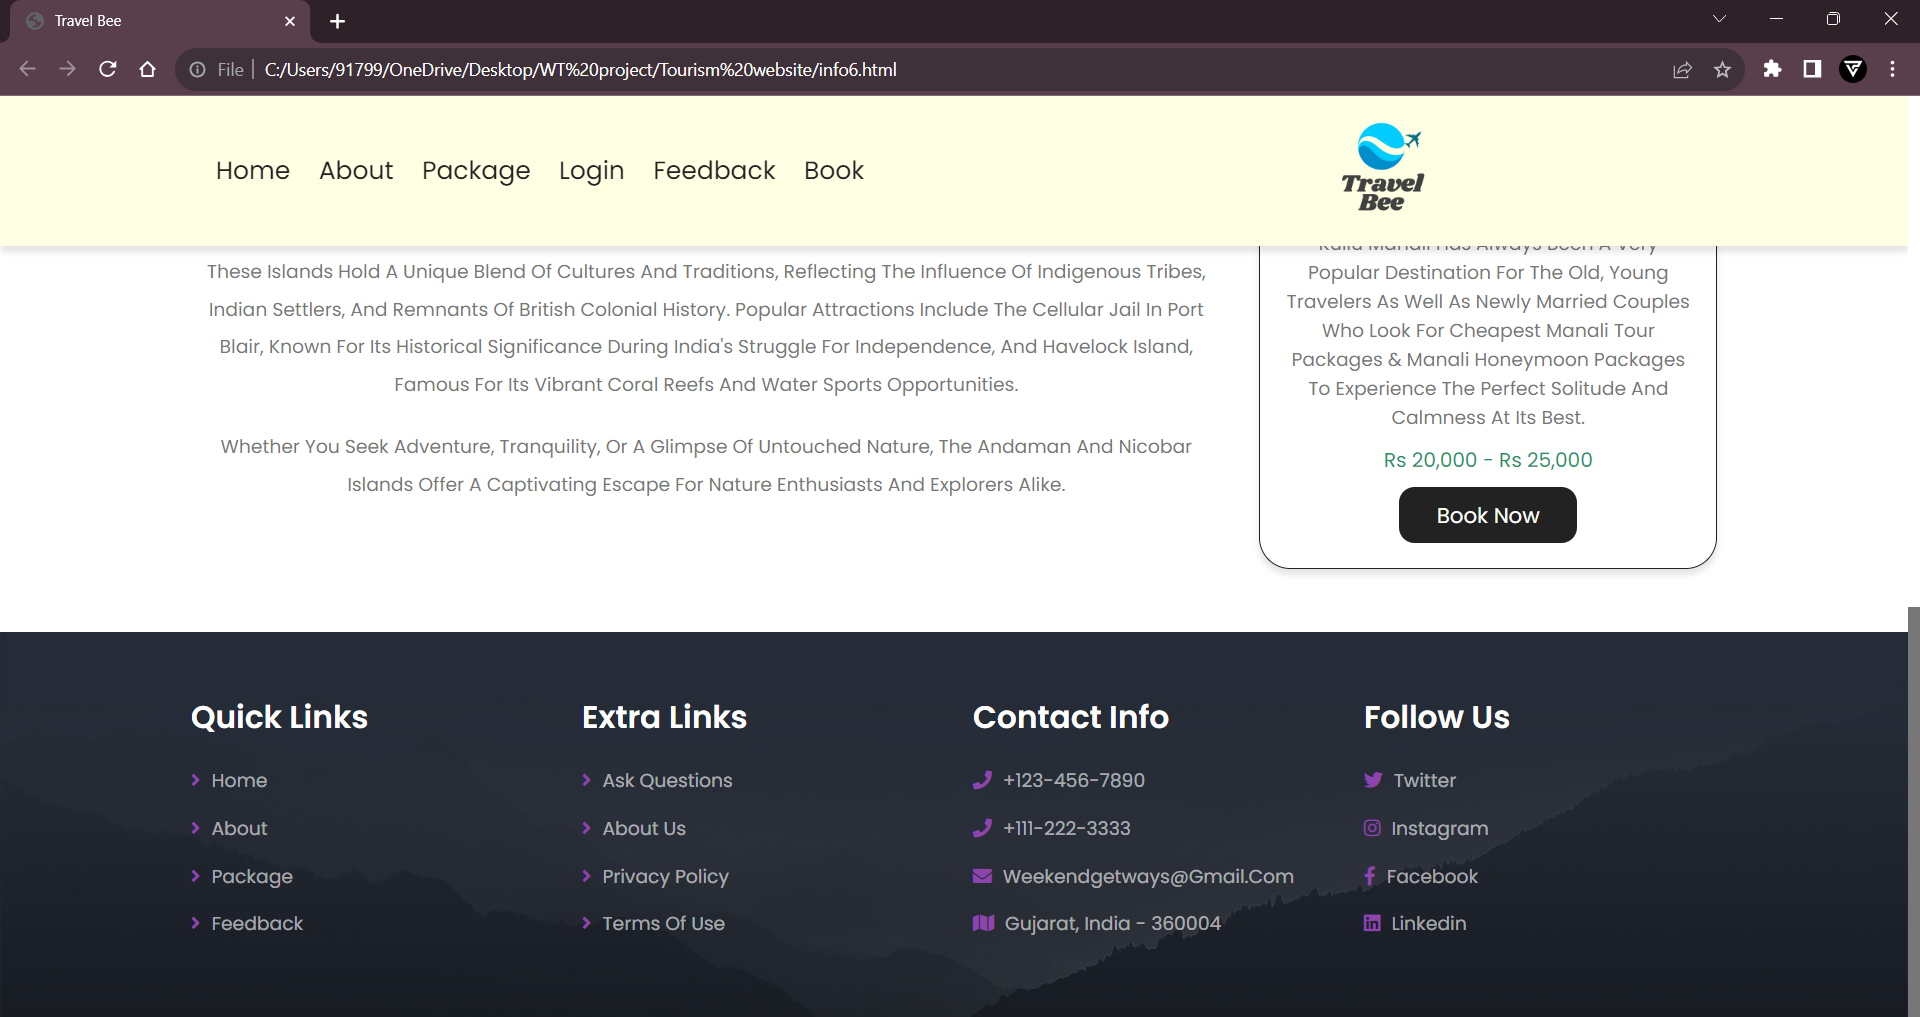 Travel Bee
File
C:/Users/91799/OneDrive/Desktop/WT%20project/Tourism%20website/info6.html
Home About Package Login Feedback Book
Travel
Bee
These Islands Hold A Unique Blend Of Cultures And Traditions, Reflecting The Influence Of Indigenous Tribes,
Indian Settlers, And Remnants Of British Colonial History. Popular Attractions Include The Cellular Jail In Port
Blair, Known For Its Historical Significance During India's Struggle For Independence, And Havelock Island,
Famous For Its Vibrant Coral Reefs And Water Sports Opportunities.
Whether You Seek Adventure, Tranquility, Or A Glimpse Of Untouched Nature, The Andaman And Nicobar
Islands Offer A Captivating Escape For Nature Enthusiasts And Explorers Alike.
Kullu Manali Has Always Been A Very
Popular Destination For The Old, Young
Travelers As Well As Newly Married Couples
Who Look For Cheapest Manali Tour
Packages & Manali Honeymoon Packages
To Experience The Perfect Solitude And
Calmness At Its Best.
Rs 20,000 - Rs 25,000
Book Now
Quick Links
Home
About
Package
Feedback
Extra Links
Ask Questions
About Us
Privacy Policy
Terms Of Use
Contact Info
+123-456-7890
+111-222-3333
Weekendgetways@Gmail.Com
Gujarat, India - 360004
Follow Us
Twitter
Instagram
Facebook
Linkedin